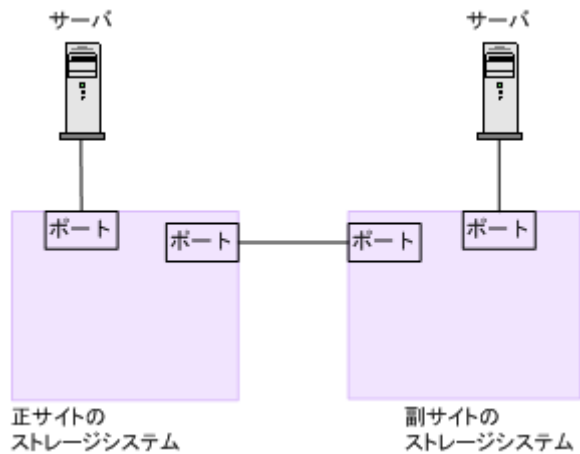 サーバ
サーバ
ポート
ポート
ポート
ポート
正サイトの
ストレージシステム
副サイトの
ストレージシステム